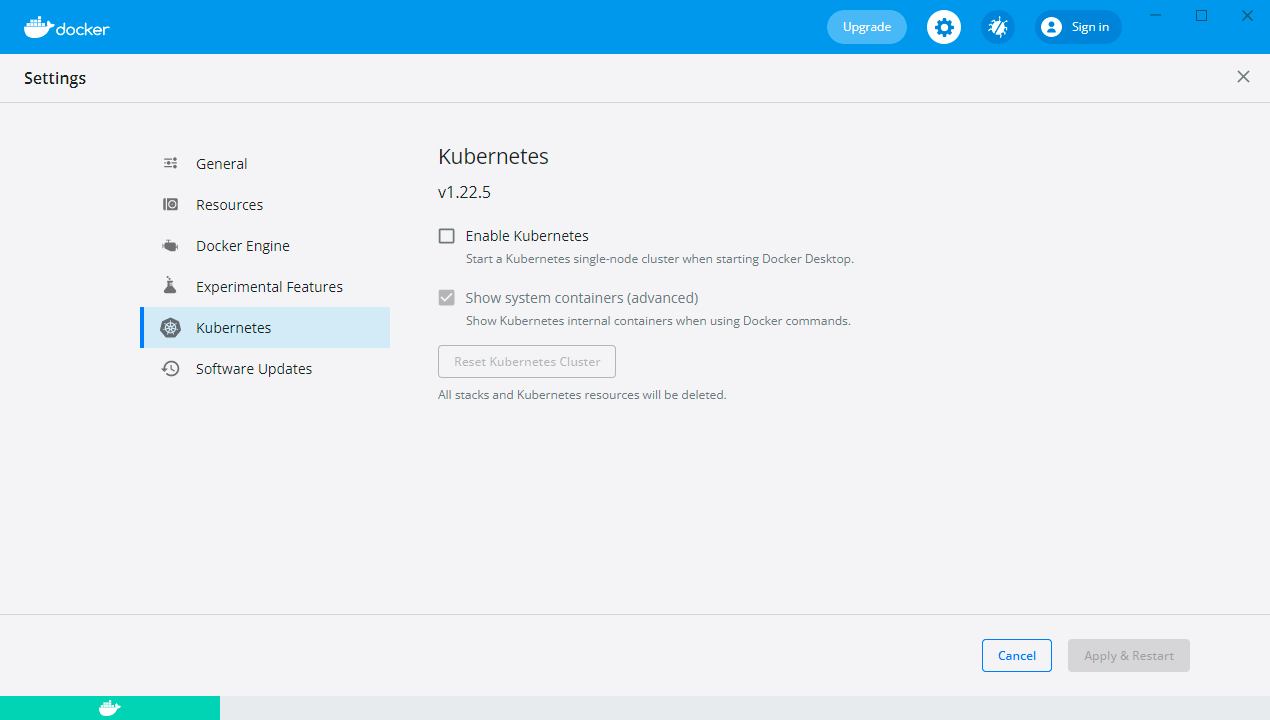 docker
Upgrade
Sign in
Settings
General
Resources
Docker Engine
Experimental Features
Kubernetes
Software Updates
Kubernetes
v1.22.5
Enable Kubernetes
Start a Kubernetes single-node cluster when starting Docker Desktop.
Show system containers (advanced)
Show Kubernetes internal containers when using Docker commands.
Reset Kubernetes Cluster
All stacks and Kubernetes resources will be deleted.
Cancel
Apply & Restart